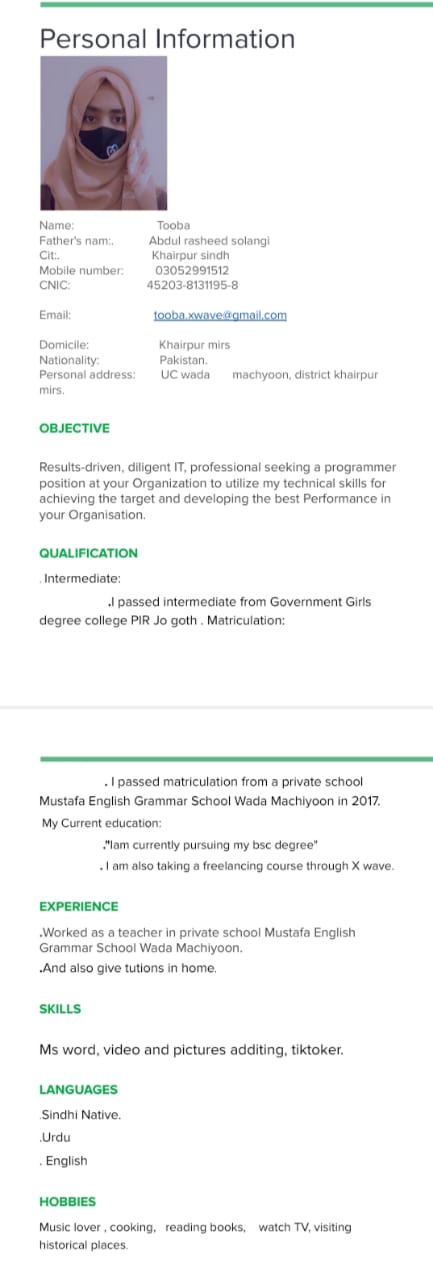 Personal Information
Name: Tooba
Father's nam:. Abdul rasheed solangi
Cit:. Khairpur sindh
Mobile number: 03052991512
CNIC: 45203-8131195-8
Email: tooba.xwave@gmail.com
Domicile: Khairpur mirs
Nationality: Pakistan.
Personal address: UC wada machyoon, district khairpur
mirs.
OBJECTIVE
Results-driven, diligent IT, professional seeking a programmer
position at your Organization to utilize my technical skills for
achieving the target and developing the best Performance in
your Organisation.
QUALIFICATION
. Intermediate:
.I passed intermediate from Government Girls
degree college PIR Jo goth . Matriculation:
. I passed matriculation from a private school
Mustafa English Grammar School Wada Machiyoon in 2017.
My Current education:
."Iam currently pursuing my bsc degree"
. I am also taking a freelancing course through X wave.
EXPERIENCE
.Worked as a teacher in private school Mustafa English
Grammar School Wada Machiyoon.
.And also give tutions in home.
SKILLS
Ms word, video and pictures additing, tiktoker.
LANGUAGES
.Sindhi Native.
.Urdu
. English
HOBBIES
Music lover , cooking, reading books, watch TV, visiting
historical places.